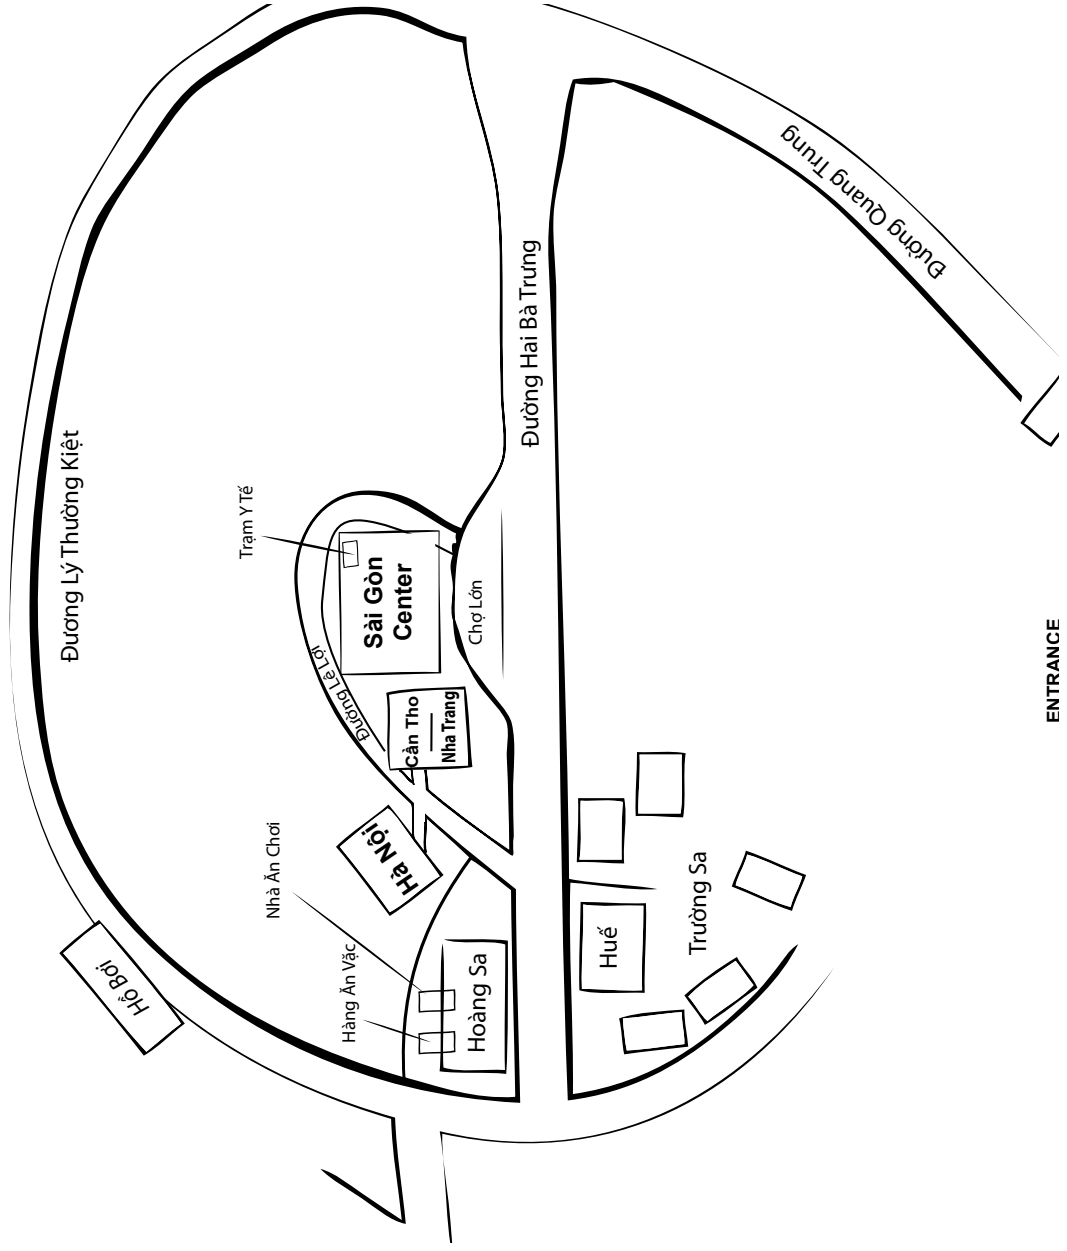 Đường Quang Trung
Đường Hai Bà Trưng
Đương Lý Thường Kiệt
Trạm Y Tế
Sài Gòn
Center
Chợ Lớn
Đường Lê Lợi
Cần Tho
Nha Trang
ENTRANCE
Hà Nội
Nhà Ăn Chơi
Hàng Ăn Vặc
Hoàng Sa
Huế
Trường Sa
Hồ Bơi